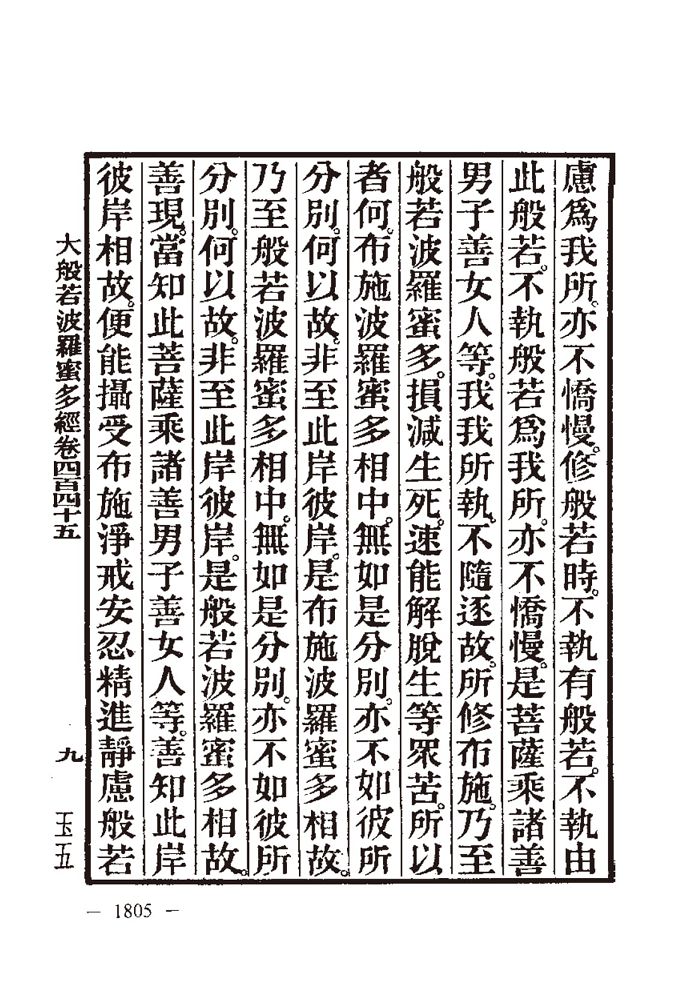 慮爲我所。亦不憍慢。修般若時。不執有般若。不執由
此般若。不執般若爲我所。亦不憍慢。是菩薩乘諸善
男子善女人等。我我所執。不隨逐故。所修布施。乃至
般若波羅蜜多。損減生死。速能解脫生等眾苦。所以
者何。布施波羅蜜多相中。無如是分別。亦不如彼所
分別。何以故。非至此岸彼岸。是布施波羅蜜多相故。
乃至般若波羅蜜多相中。無如是分別。亦不如彼所
分別。何以故。非至此岸彼岸。是般若波羅蜜多相故。
善現。當知此菩薩乘諸善男子善女人等。善知此岸
彼岸相故。便能攝受布施淨戒安忍精進靜慮般若
大般若波羅蜜多經卷四百四十五 九 玉五
— 1805 —